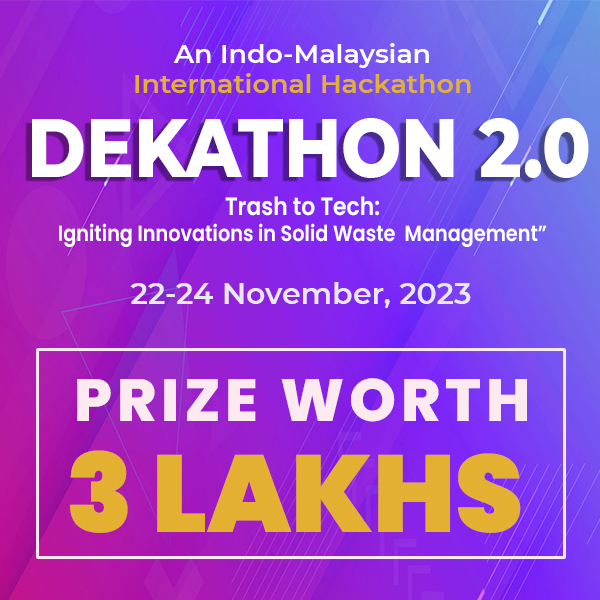 An Indo-Malaysian
International Hackathon
DEKATHON 2.0
Trash to Tech:
Igniting Innovations in Solid Waste Management”
22-24 November, 2023
PRIZE WORTH
3 LAKHS